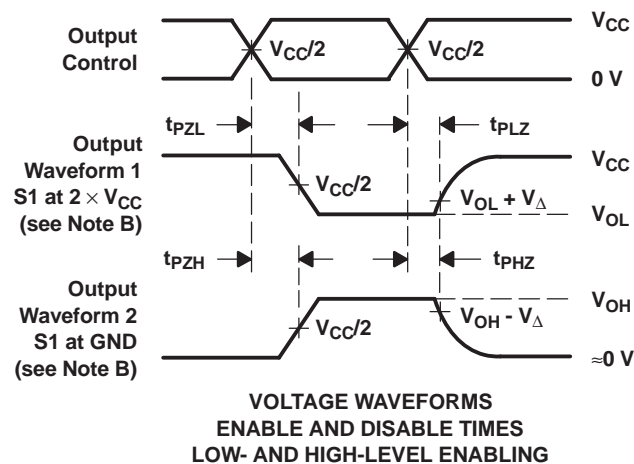 Output
Control
V_CC/2
V_CC/2
V_CC
0 V
t_PZL
t_PLZ
Output
Waveform 1
S1 at 2 × V_CC
(see Note B)
V_CC/2
V_CC
V_OL + V_Δ
V_OL
t_PZH
t_PHZ
Output
Waveform 2
S1 at GND
(see Note B)
V_CC/2
V_OH
V_OH - V_Δ
≈0 V
VOLTAGE WAVEFORMS
ENABLE AND DISABLE TIMES
LOW- AND HIGH-LEVEL ENABLING